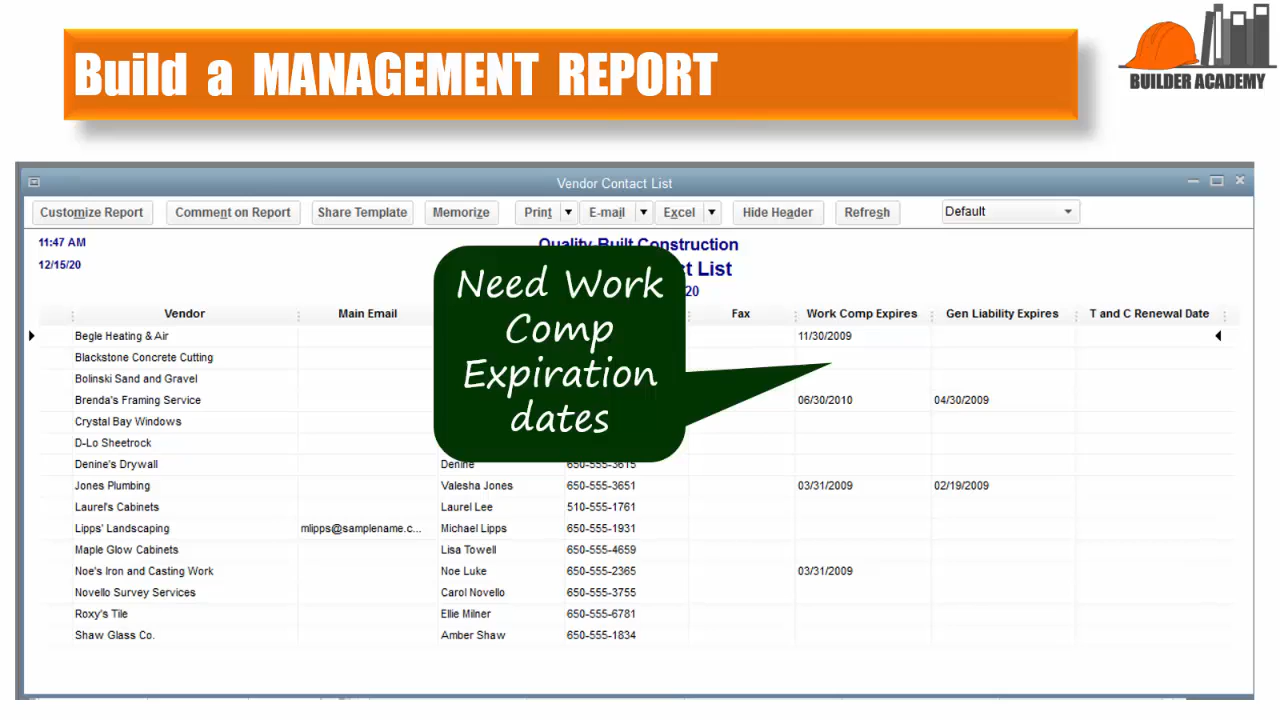 Build a MANAGEMENT REPORT
BUILDER ACADEMY
Vendor Contact List
Customize Report Comment on Report Share Template Memorize Print E-mail Excel Hide Header Refresh Default
11:47 AM Quality-Built Construction
12/15/20 t List
20
Need Work
Comp
Expiration
dates
Vendor Main Email Fax Work Comp Expires Gen Liability Expires T and C Renewal Date
Begle Heating & Air 11/30/2009
Blackstone Concrete Cutting
Bolinski Sand and Gravel
Brenda's Framing Service 06/30/2010 04/30/2009
Crystal Bay Windows
D-Lo Sheetrock
Denine's Drywall Denine 650-555-3615
Jones Plumbing Valesha Jones 650-555-3651 03/31/2009 02/19/2009
Laurel's Cabinets Laurel Lee 510-555-1761
Lipps' Landscaping mlipps@samplename.c... Michael Lipps 650-555-1931
Maple Glow Cabinets Lisa Towell 650-555-4659
Noe's Iron and Casting Work Noe Luke 650-555-2365 03/31/2009
Novello Survey Services Carol Novello 650-555-3755
Roxy's Tile Ellie Milner 650-555-6781
Shaw Glass Co. Amber Shaw 650-555-1834